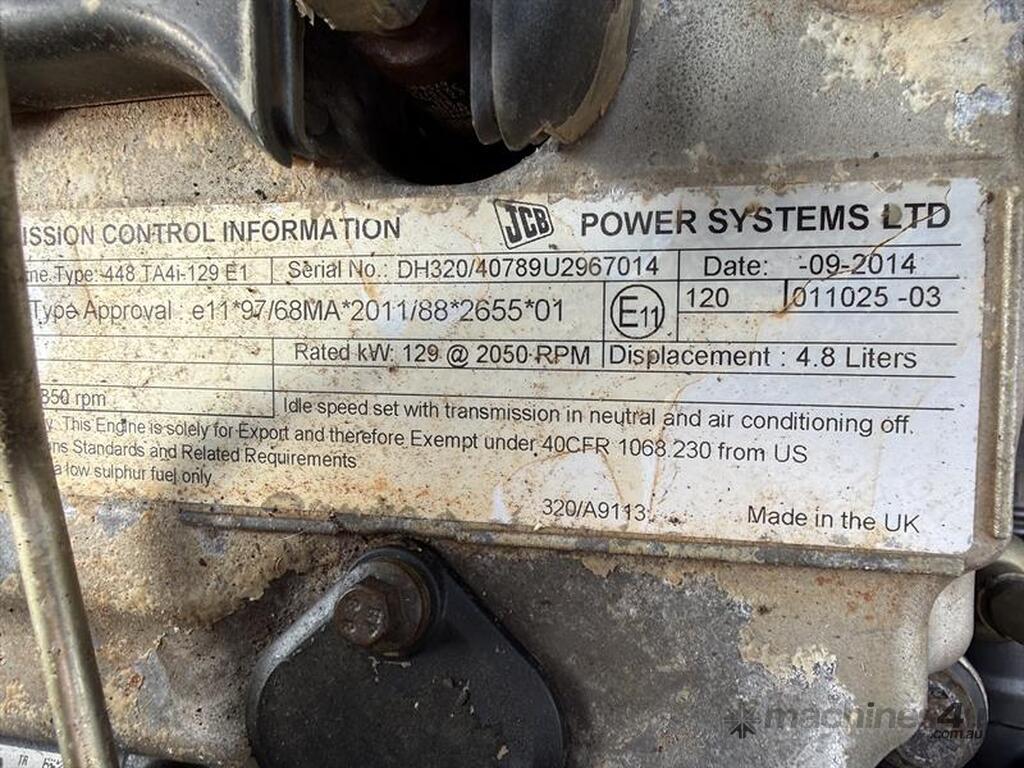 ISSION CONTROL INFORMATION JCB POWER SYSTEMS LTD
ne Type: 448 TA4i-129 E1 Serial No.: DH320/40789U2967014 Date: -09-2014
Type Approval : e11*97/68MA*2011/88*2655*01 E11 120 011025 -03
Rated kW: 129 @ 2050 RPM Displacement : 4.8 Liters
850 rpm Idle speed set with transmission in neutral and air conditioning off.
y. This Engine is solely for Export and therefore Exempt under 40CFR 1068.230 from US
ns Standards and Related Requirements
a low sulphur fuel only.
320/A9113 Made in the UK
machines4u
.com.au
TR